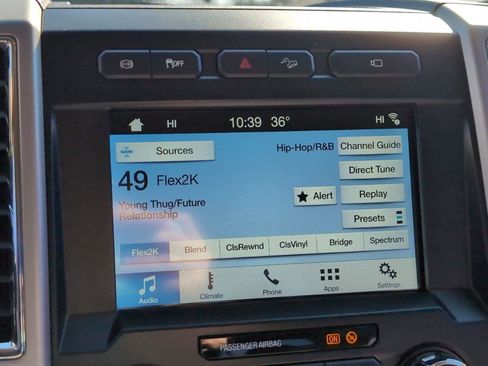 OFF
HI 10:39 36° HI
Sources Hip-Hop/R&B Channel Guide
49 Flex2K Direct Tune
Young Thug/Future Alert Replay
Relationship Presets
Flex2K Blend ClsRewnd ClsVinyl Bridge Spectrum
Audio Climate Phone Apps Settings
PASSENGER AIRBAG ON